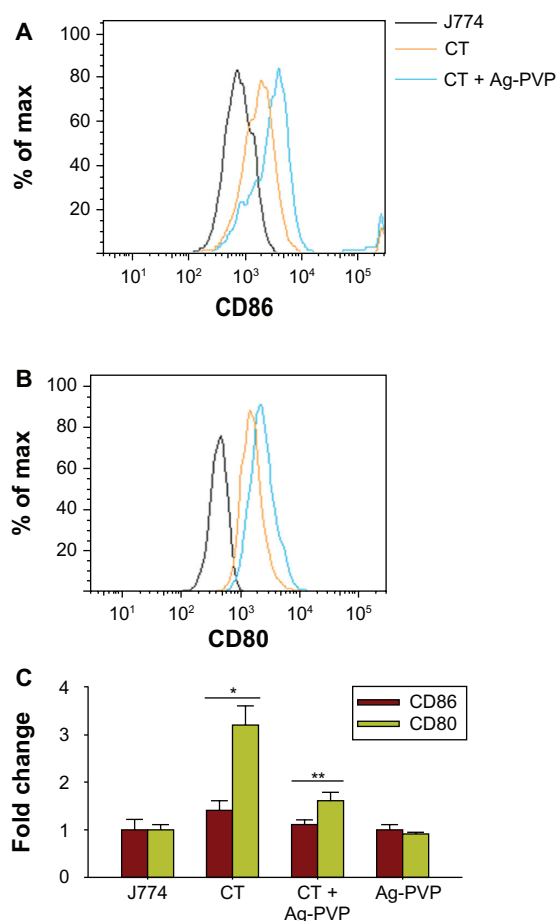 A
J774
CT
CT + Ag-PVP
% of max
100
80
60
40
20
10¹ 10² 10³ 10⁴ 10⁵
CD86
B
% of max
100
80
60
40
20
10¹ 10² 10³ 10⁴ 10⁵
CD80
C
Fold change
4
3
2
1
0
*
**
CD86
CD80
J774 CT CT + Ag-PVP
Ag-PVP